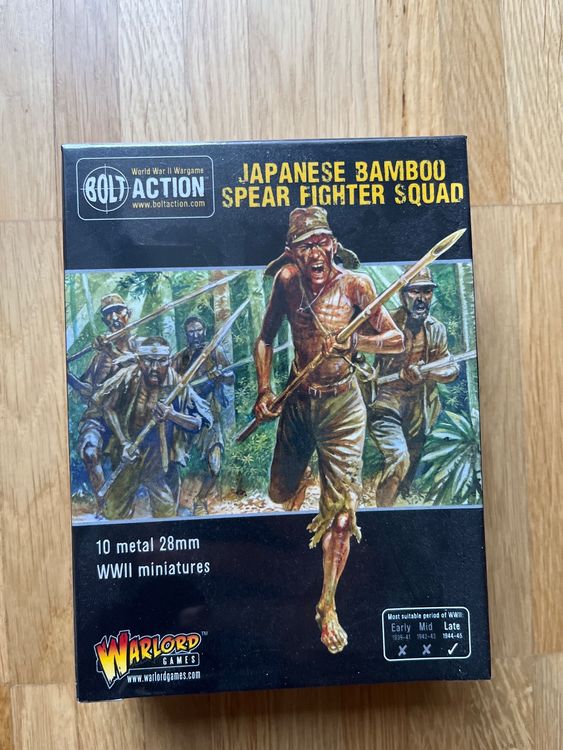 World War II Wargame
BOLT ACTION
www.boltaction.com
JAPANESE BAMBOO
SPEAR FIGHTER SQUAD
10 metal 28mm
WWII miniatures
WARLORD™
GAMES
www.warlordgames.com
Most suitable period of WWII:
Early Mid Late
1939-41 1942-43 1944-45
✗ ✗ ✓